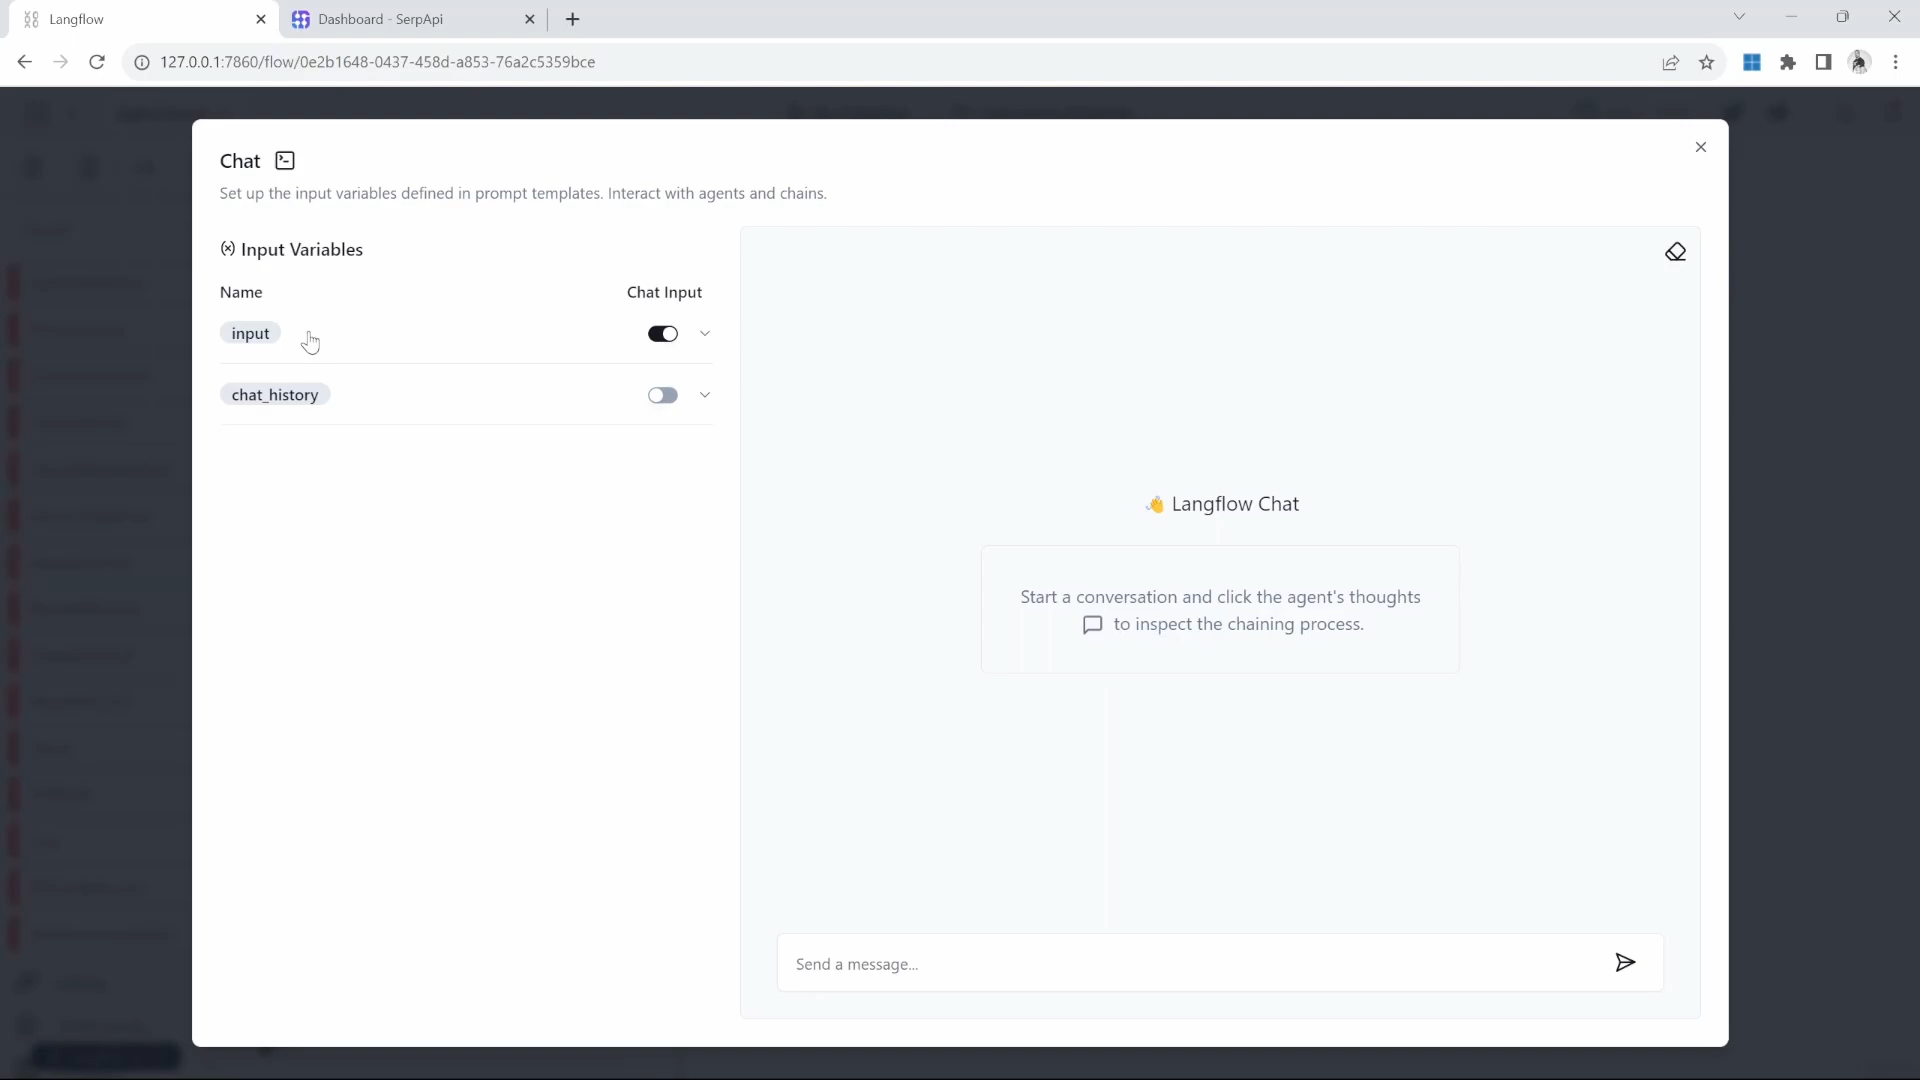 Langflow
Dashboard - SerpApi
127.0.0.1:7860/flow/0e2b1648-0437-458d-a853-76a2c5359bce
Chat
Set up the input variables defined in prompt templates. Interact with agents and chains.
Input Variables
Name Chat Input
input
chat_history
👋 Langflow Chat
Start a conversation and click the agent's thoughts
to inspect the chaining process.
Send a message...